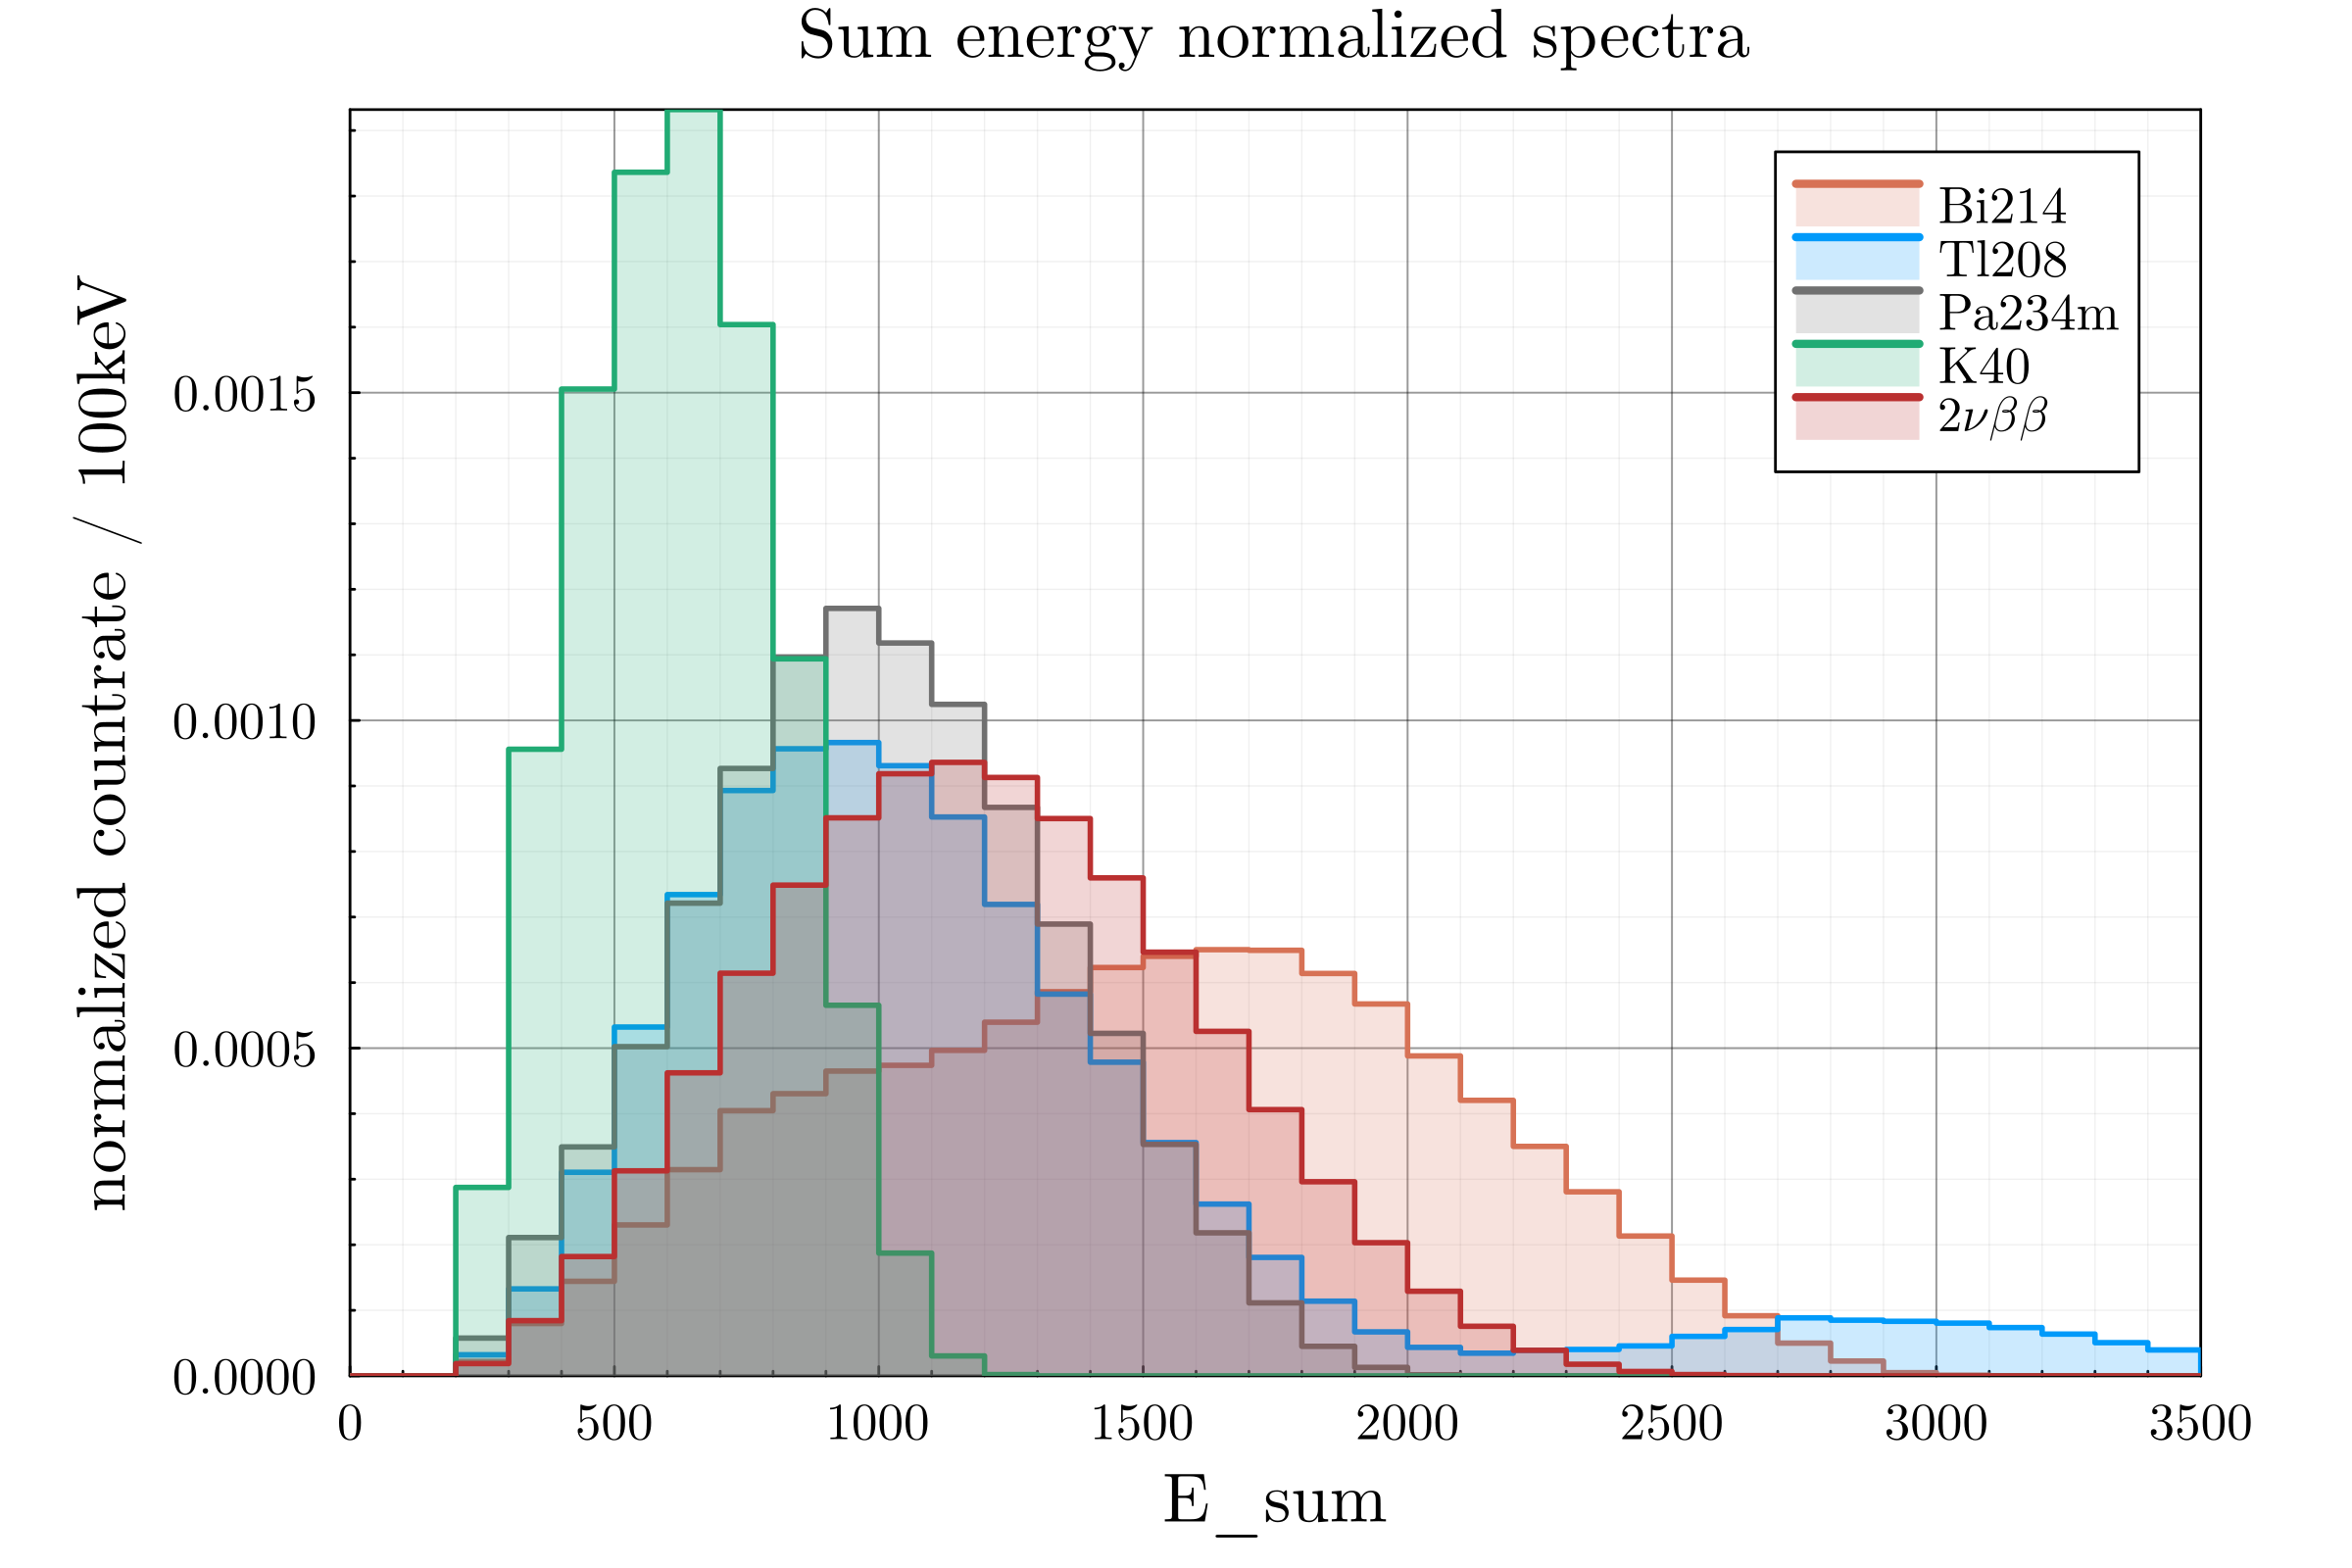 Sum energy normalized spectra
normalized countrate / 100keV
0.0015
0.0010
0.0005
0.0000
0 500 1000 1500 2000 2500 3000 3500
E_sum
Bi214
Tl208
Pa234m
K40
2νββ